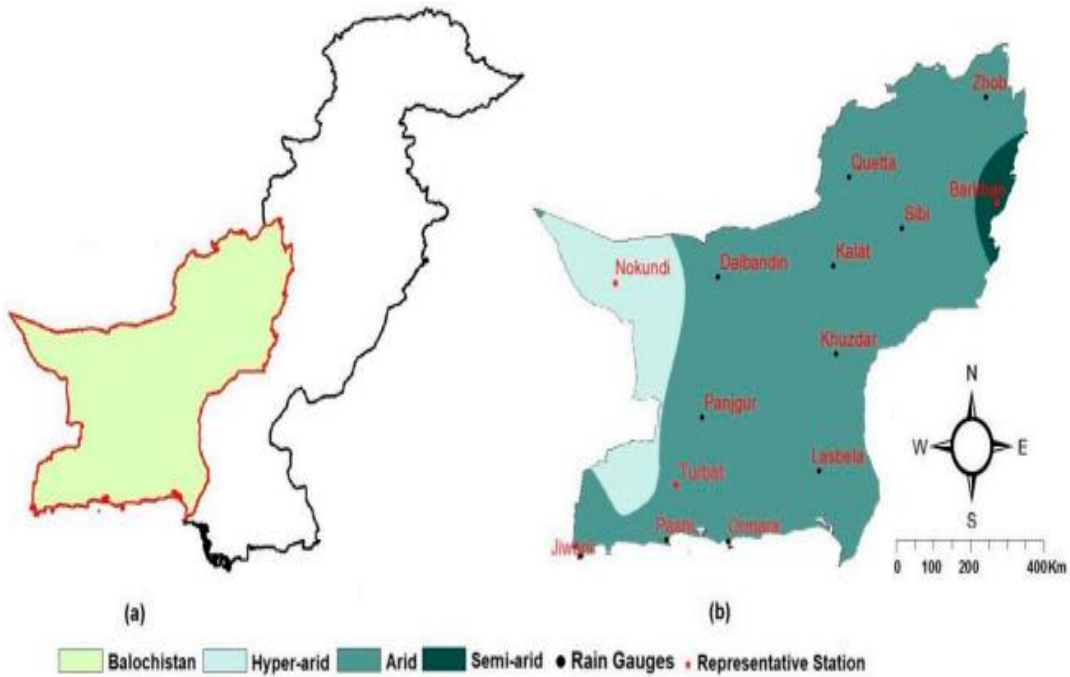 Zhob
Quetta
Barkhan
Sibi
Nokundi
Dalbandin
Kalat
Khuzdar
N
Panjgur
W
E
Turbat
Lasbela
S
Pasni
Ormara
Jiwani
0 100 200 400Km
(a)
(b)
Balochistan Hyper-arid Arid Semi-arid Rain Gauges Representative Station